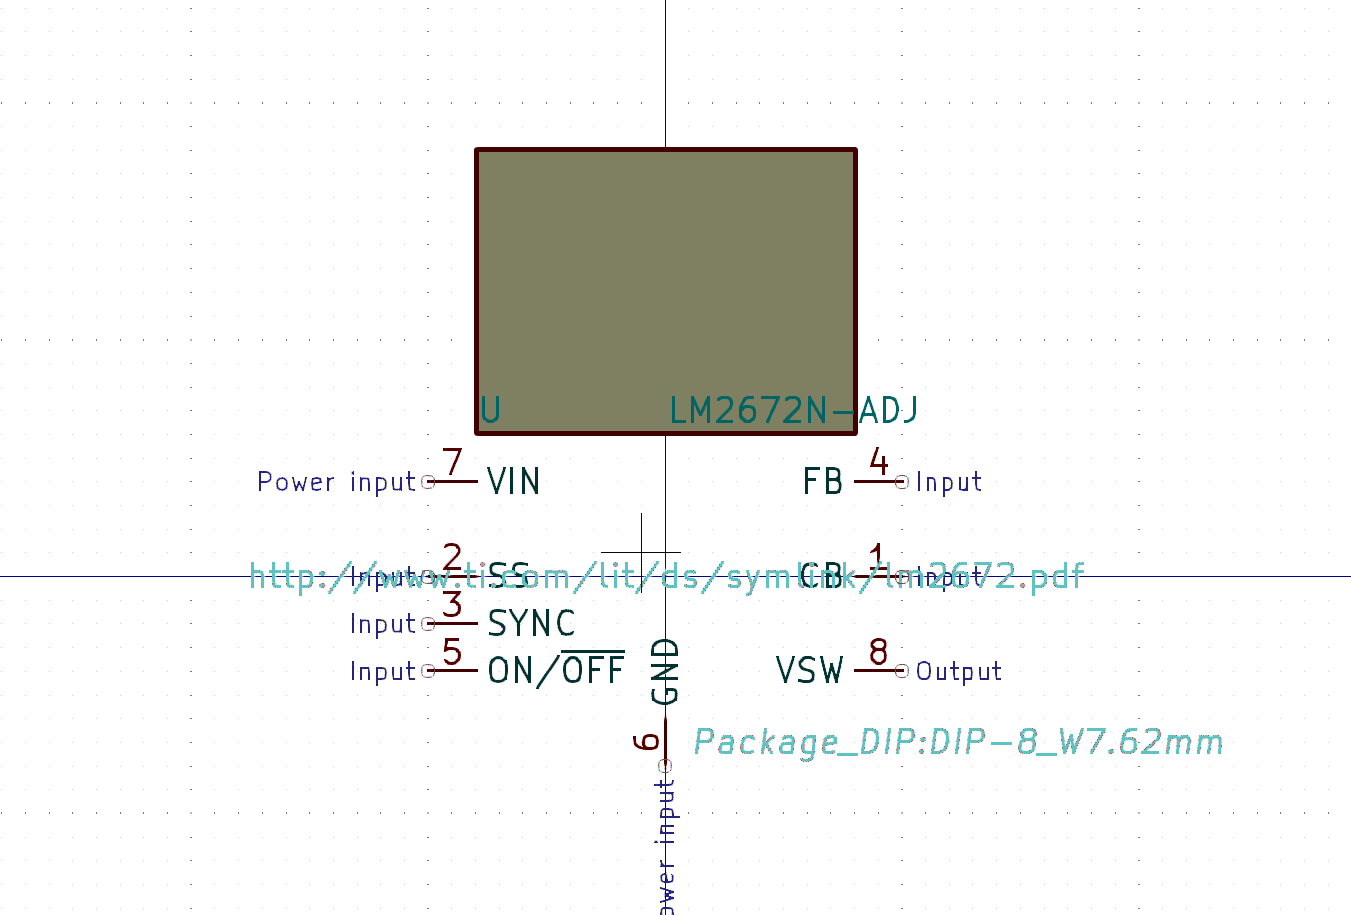 U LM2672N-ADJ
Power input 7 VIN FB 4 Input
Input 2 SS CB 1 Input
http://www.ti.com/lit/ds/symlink/lm2672.pdf
Input 3 SYNC
Input 5 ON/OFF VSW 8 Output
GND
6
Package_DIP:DIP-8_W7.62mm
input